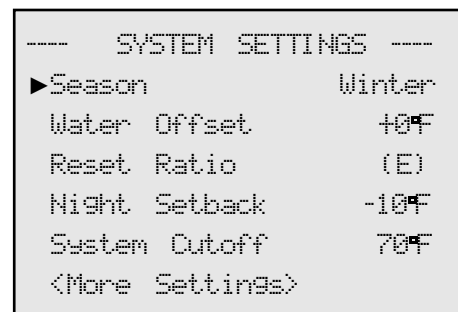 ---- SYSTEM SETTINGS ----
►Season Winter
Water Offset +0°F
Reset Ratio (E)
Night Setback -10°F
System Cutoff 70°F
<More Settings>